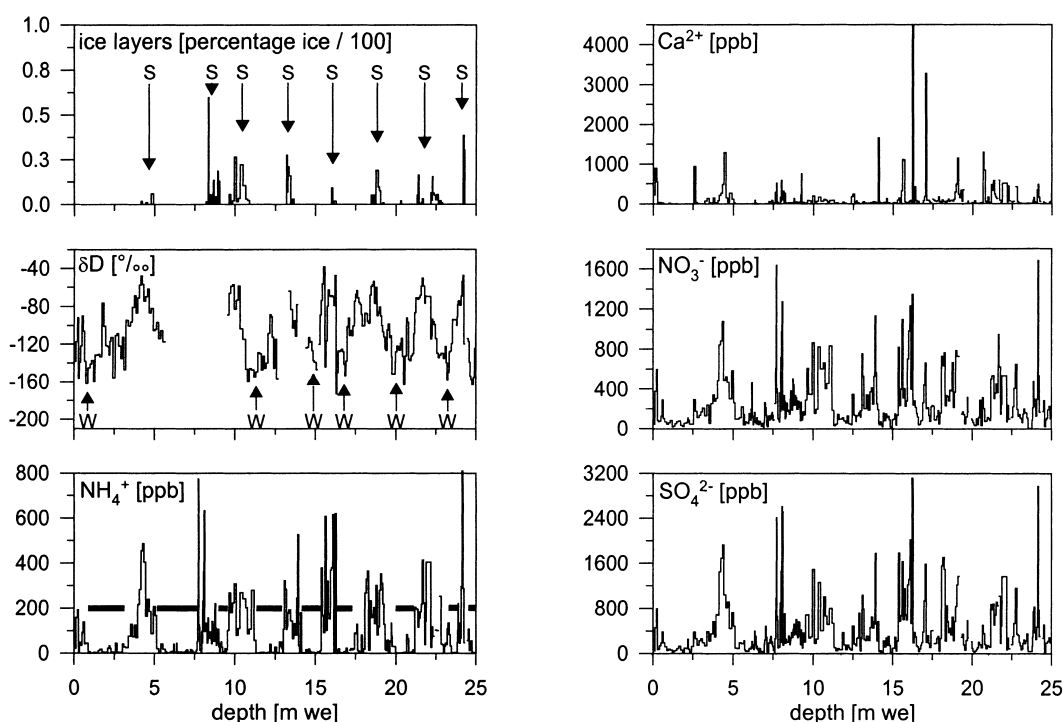 ice layers [percentage ice / 100]
1.0
0.8
0.5
0.3
0.0
S S S S S S S S
δD [°/∘∘]
-40
-80
-120
-160
-200
W W W W W W
NH₄⁺ [ppb]
800
600
400
200
0
0 5 10 15 20 25
depth [m we]
Ca²⁺ [ppb]
4000
3000
2000
1000
0
NO₃⁻ [ppb]
1600
1200
800
400
0
SO₄²⁻ [ppb]
3200
2400
1600
800
0
0 5 10 15 20 25
depth [m we]